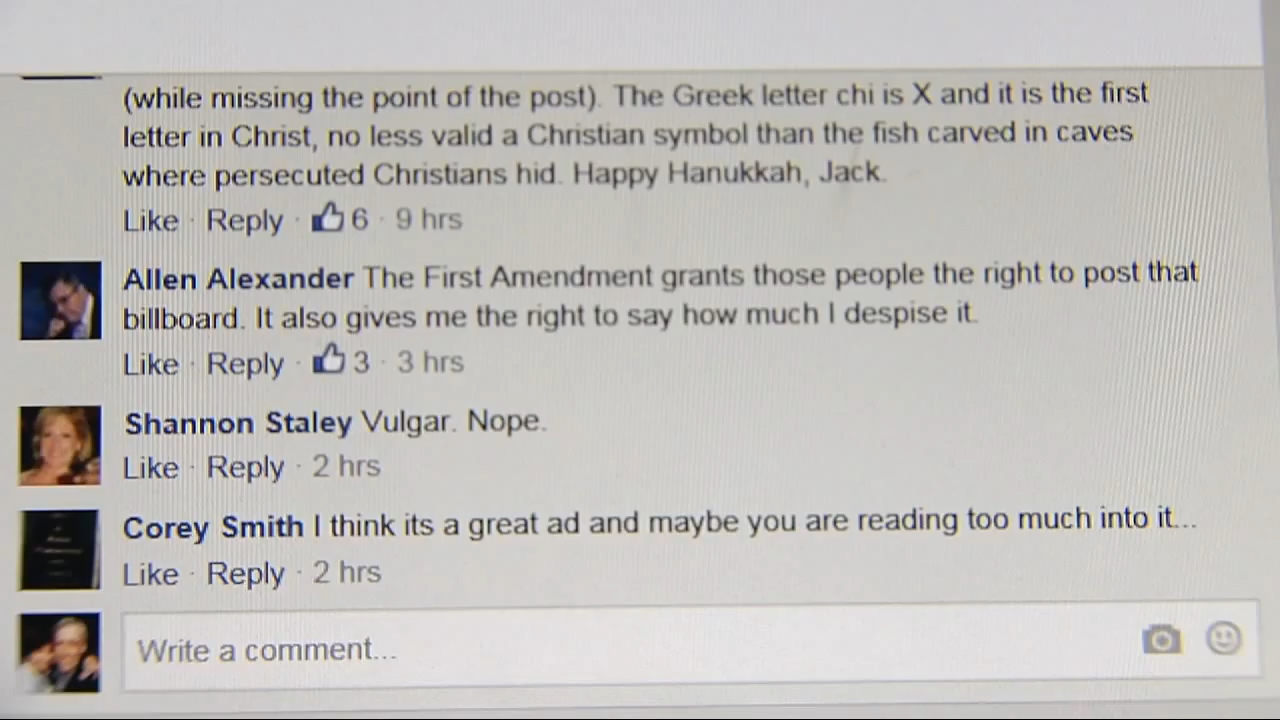 (while missing the point of the post). The Greek letter chi is X and it is the first
letter in Christ, no less valid a Christian symbol than the fish carved in caves
where persecuted Christians hid. Happy Hanukkah, Jack.
Like · Reply · 6 · 9 hrs
Allen Alexander The First Amendment grants those people the right to post that
billboard. It also gives me the right to say how much I despise it.
Like · Reply · 3 · 3 hrs
Shannon Staley Vulgar. Nope.
Like · Reply · 2 hrs
Corey Smith I think its a great ad and maybe you are reading too much into it...
Like · Reply · 2 hrs
Write a comment...